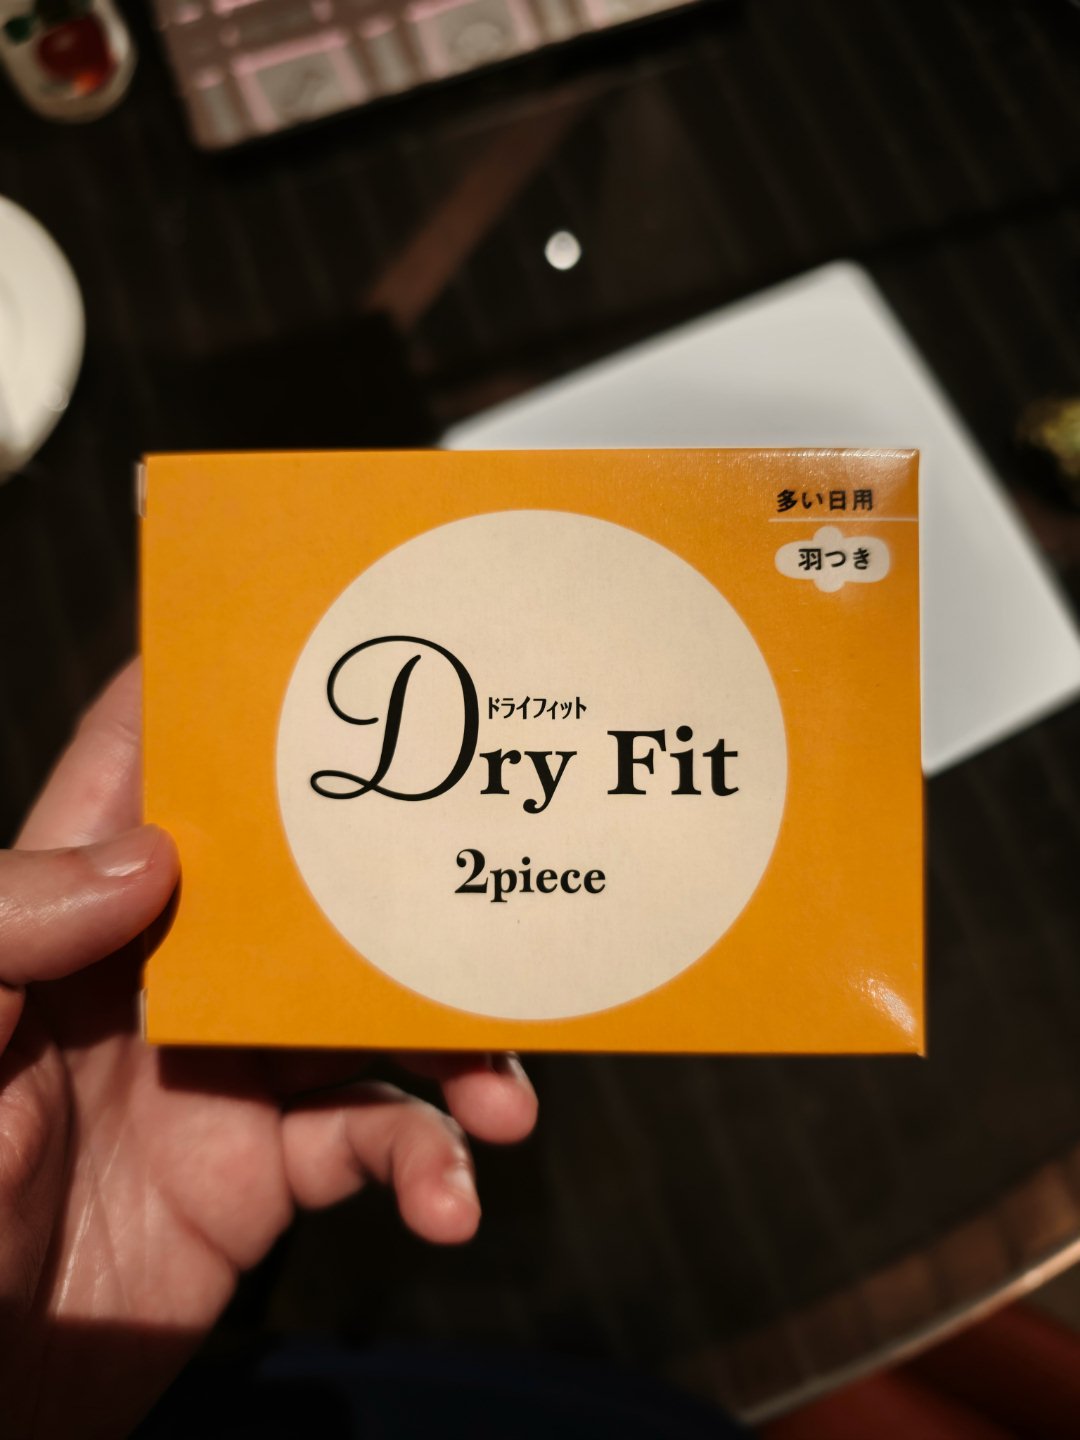 多い日用
羽つき
ドライフィット
Dry Fit
2piece